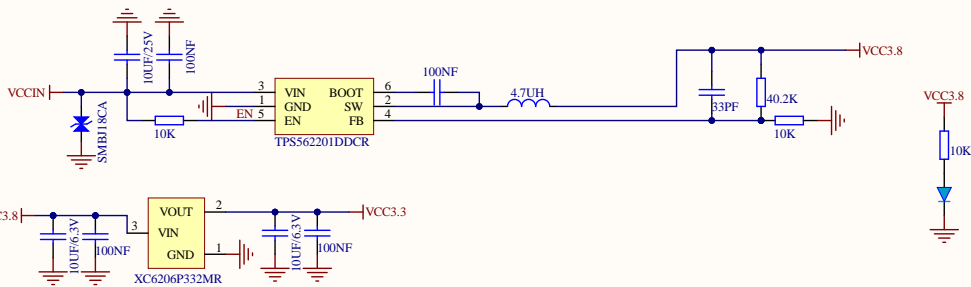 10UF/25V
100NF
VCCIN
SMBJ18CA
10K
EN
3 VIN BOOT 6
1 GND SW 2
5 EN FB 4
TPS562201DDCR
100NF
4.7UH
33PF
40.2K
10K
VCC3.8
VCC3.8
10K
C3.8
10UF/6.3V
100NF
VOUT 2
3 VIN
GND 1
XC6206P332MR
10UF/6.3V
100NF
VCC3.3